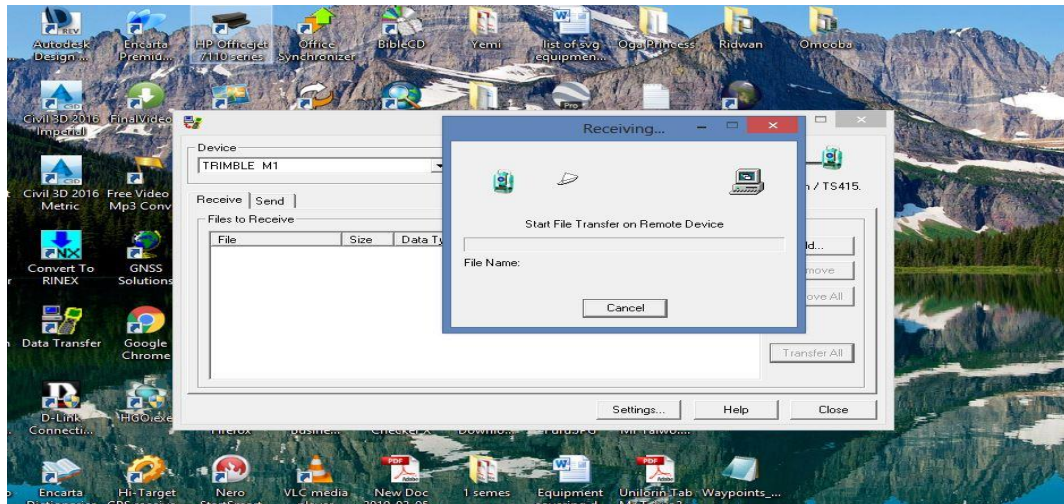 Autodesk Design ...
Encarta Premiu...
HP Officejet 7110 series
Office Synchronizer
BibleCD
Yemi
list of svg equipmen...
Oga Princess
Ridwan
Omooba
Civil 3D 2016 Imperial
FinalVideo
Receiving...
Device
TRIMBLE M1
n / TS415.
Civil 3D 2016 Metric
Free Video Mp3 Conv
Receive
Send
Files to Receive
File
Size
Data Ty
Start File Transfer on Remote Device
File Name:
Cancel
d...
move
ove All
Transfer All
Convert To RINEX
GNSS Solutions
Data Transfer
Google Chrome
Settings...
Help
Close
D-Link Connecti...
Encarta
Hi-Target
Nero
VLC media
New Doc
1 semes
Equipment
Unilorin Tab
Waypoints_...